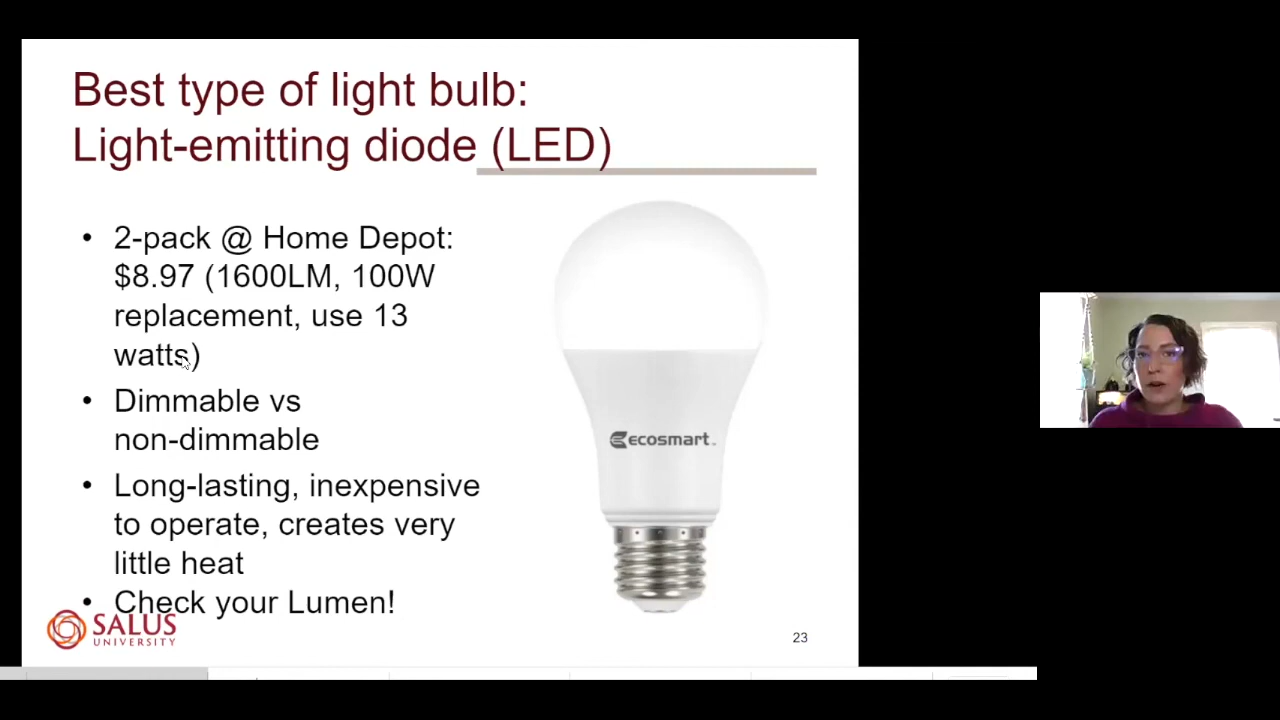 Best type of light bulb:
Light-emitting diode (LED)
• 2-pack @ Home Depot:
$8.97 (1600LM, 100W
replacement, use 13
watts)
• Dimmable vs
non-dimmable
• Long-lasting, inexpensive
to operate, creates very
little heat
• Check your Lumen!
ecosmart
SALUS
UNIVERSITY
23